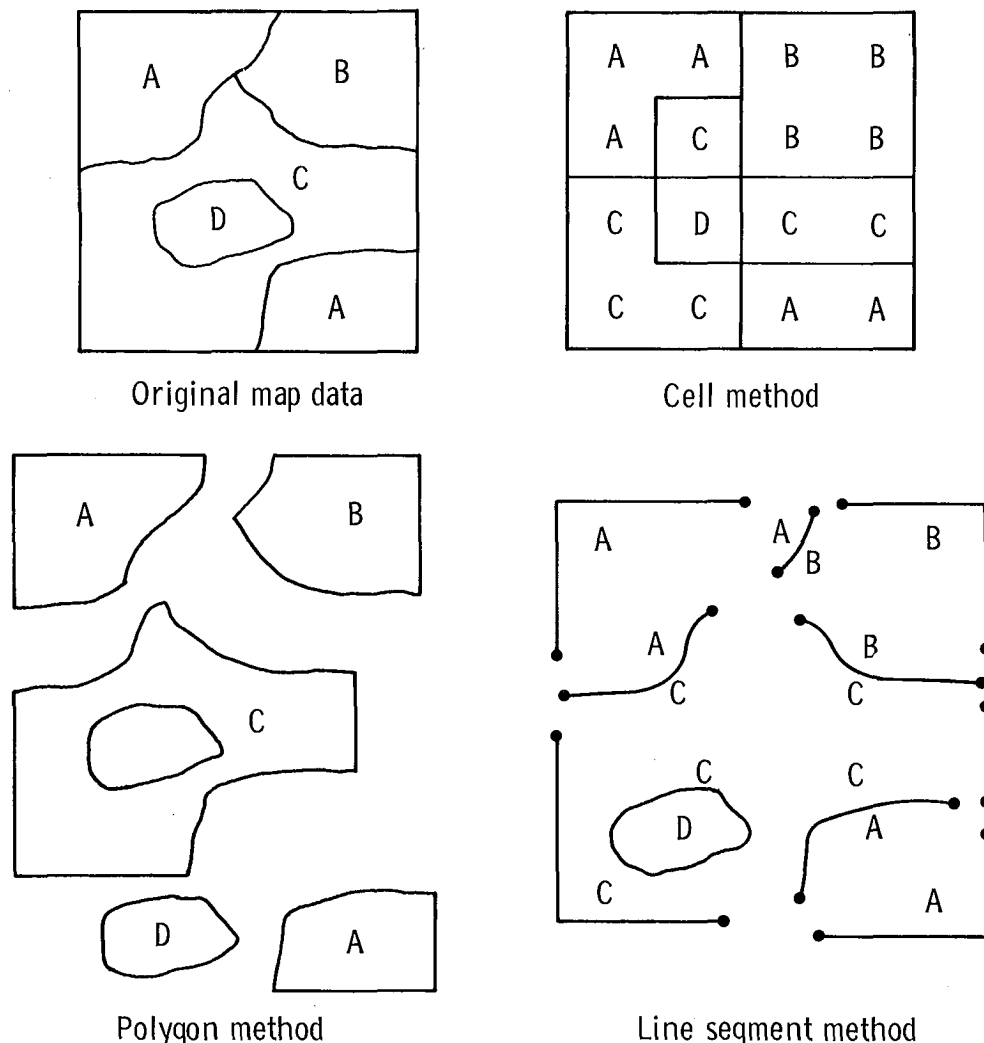 A
B
C
D
A
Original map data
A A B B
A C B B
C D C C
C C A A
Cell method
A
B
C
D
A
Polygon method
A
A
B
B
A
C
B
C
C
D
C
C
A
A
Line segment method